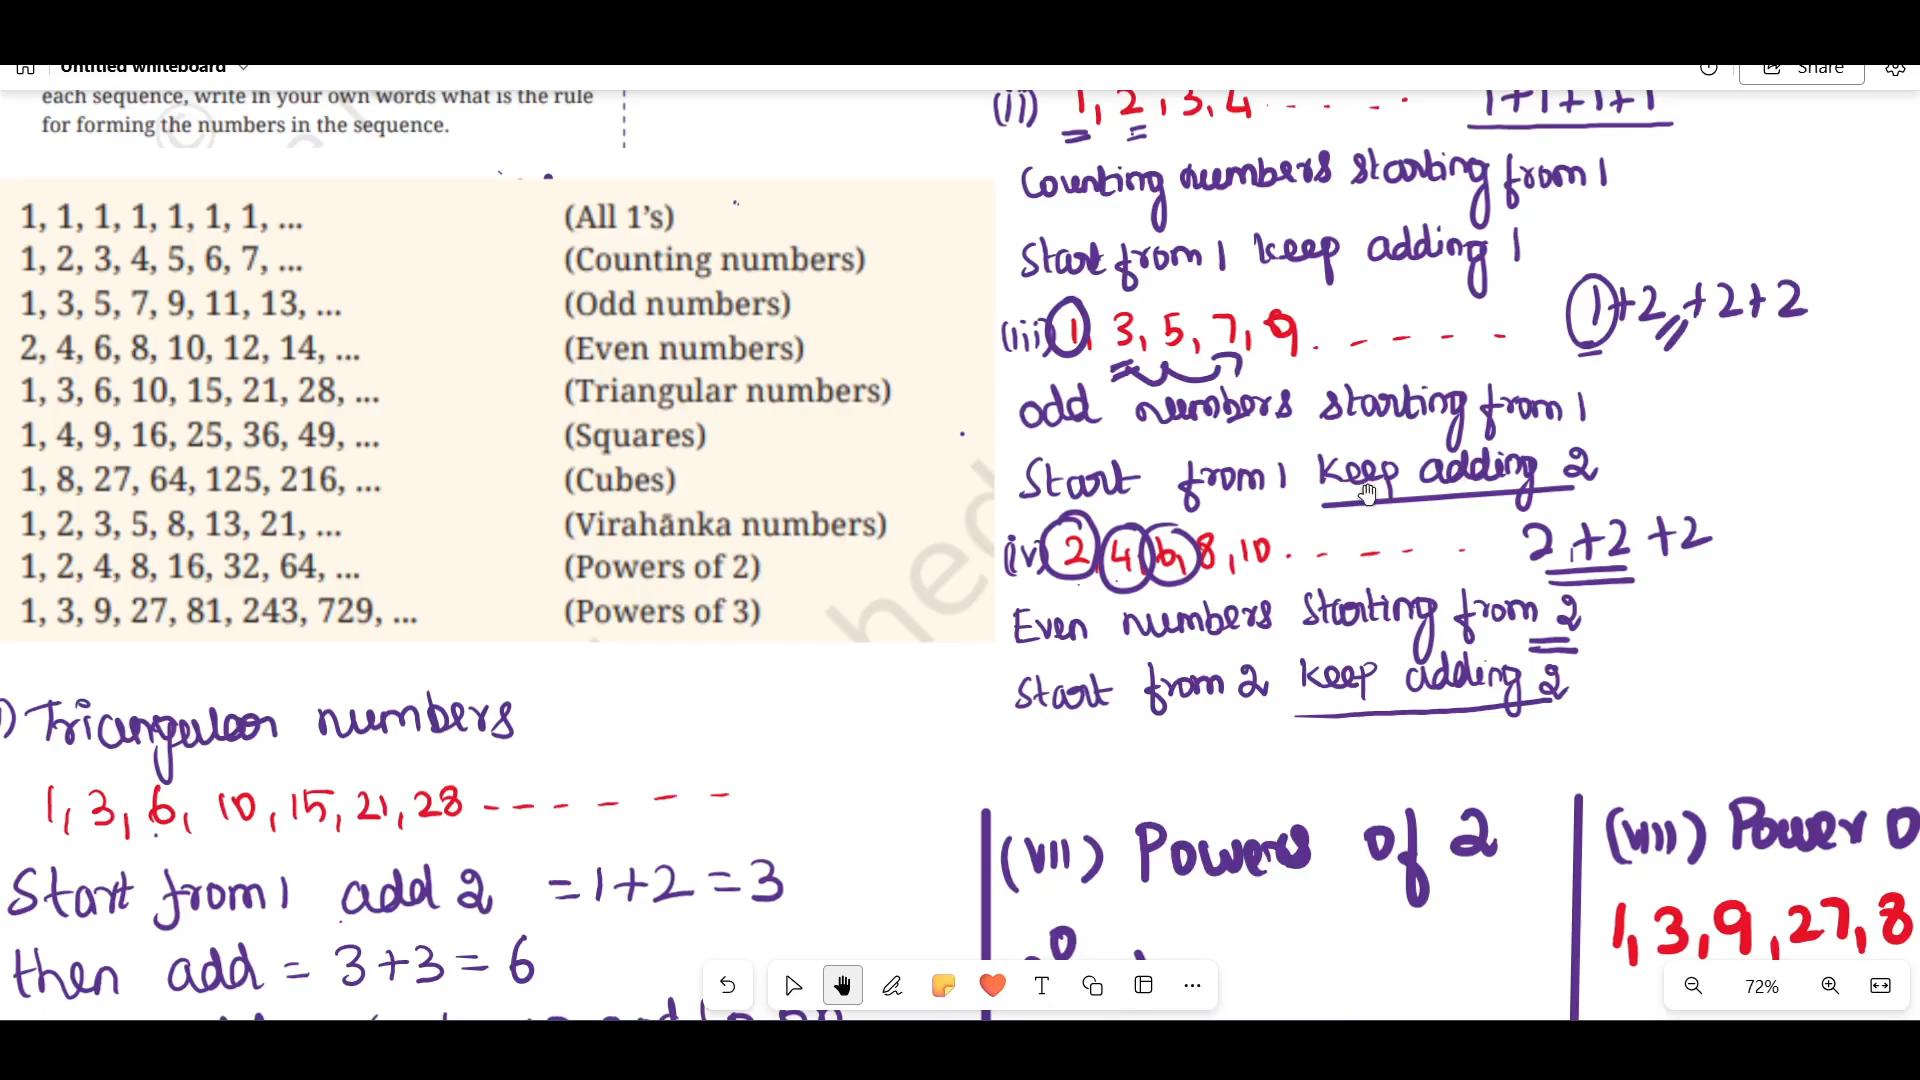 Untitled whiteboard
Share
each sequence, write in your own words what is the rule
for forming the numbers in the sequence.
1, 1, 1, 1, 1, 1, 1, ... (All 1’s)
1, 2, 3, 4, 5, 6, 7, ... (Counting numbers)
1, 3, 5, 7, 9, 11, 13, ... (Odd numbers)
2, 4, 6, 8, 10, 12, 14, ... (Even numbers)
1, 3, 6, 10, 15, 21, 28, ... (Triangular numbers)
1, 4, 9, 16, 25, 36, 49, ... (Squares)
1, 8, 27, 64, 125, 216, ... (Cubes)
1, 2, 3, 5, 8, 13, 21, ... (Virahānka numbers)
1, 2, 4, 8, 16, 32, 64, ... (Powers of 2)
1, 3, 9, 27, 81, 243, 729, ... (Powers of 3)
hed
(ii) 1, 2, 3, 4 - - - - - 1+1+1+1
Counting numbers starting from 1
Start from 1 keep adding 1
(iii) 1, 3, 5, 7, 9 . - - - - - 1+2+2+2
odd numbers starting from 1
Start from 1 keep adding 2
(iv) 2, 4, 6, 8, 10 - - - - - 2+2+2
Even numbers starting from 2
Start from 2 keep adding 2
) Triangular numbers
1, 3, 6, 10, 15, 21, 28 - - - - - - -
Start from 1 add 2 = 1+2 = 3
then add = 3+3 = 6
(vii) Powers of 2
(viii) Power o
1, 3, 9, 27, 8
72%